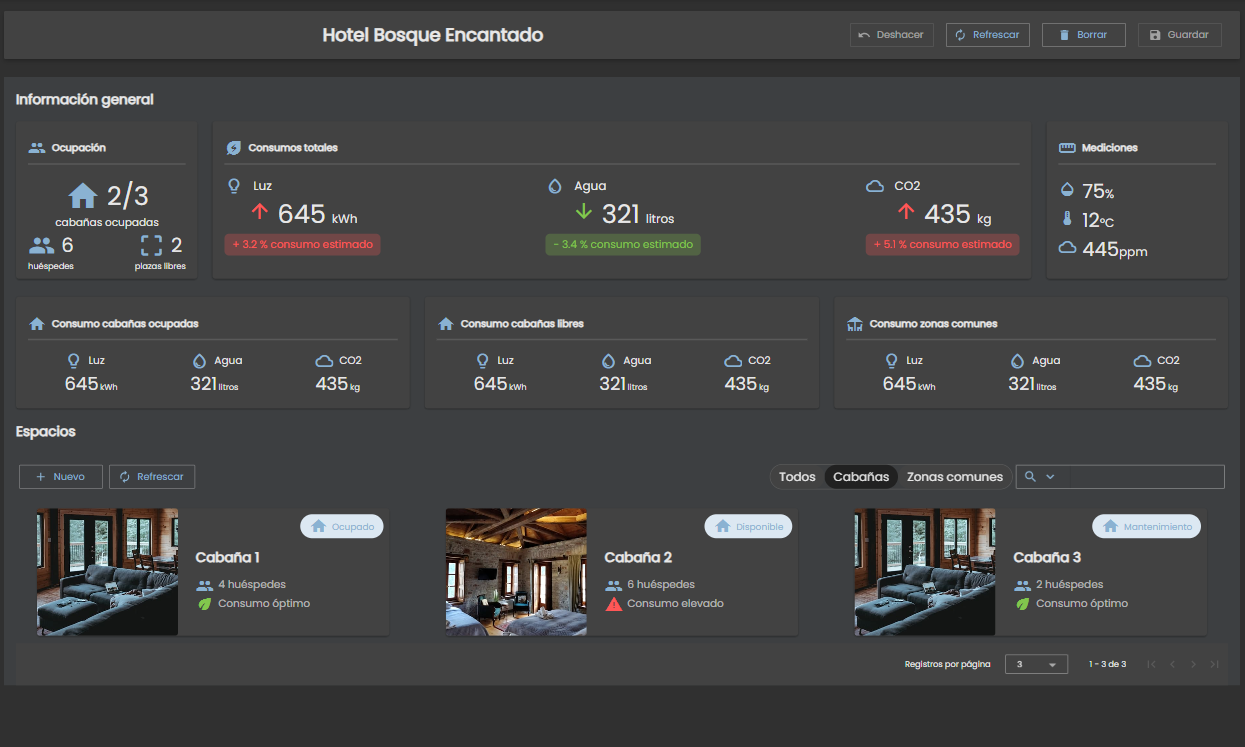 Hotel Bosque Encantado
Deshacer
Refrescar
Borrar
Guardar
Información general
Ocupación
2/3
cabañas ocupadas
6
huéspedes
2
plazas libres
Consumos totales
Luz
645 kWh
+ 3.2 % consumo estimado
Agua
321 litros
- 3.4 % consumo estimado
CO2
435 kg
+ 5.1 % consumo estimado
Mediciones
75%
12ºC
445ppm
Consumo cabañas ocupadas
Luz
645 kWh
Agua
321 litros
CO2
435 kg
Consumo cabañas libres
Luz
645 kWh
Agua
321 litros
CO2
435 kg
Consumo zonas comunes
Luz
645 kWh
Agua
321 litros
CO2
435 kg
Espacios
Nuevo
Refrescar
Todos
Cabañas
Zonas comunes
Ocupado
Cabaña 1
4 huéspedes
Consumo óptimo
Disponible
Cabaña 2
6 huéspedes
Consumo elevado
Mantenimiento
Cabaña 3
2 huéspedes
Consumo óptimo
Registros por página
3
1 - 3 de 3